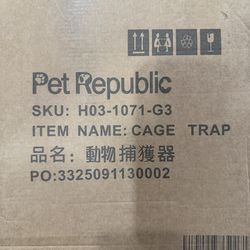 Pet Republic
SKU: H03-1071-G3
ITEM NAME: CAGE TRAP
品名: 動物捕獲器
PO:3325091130002